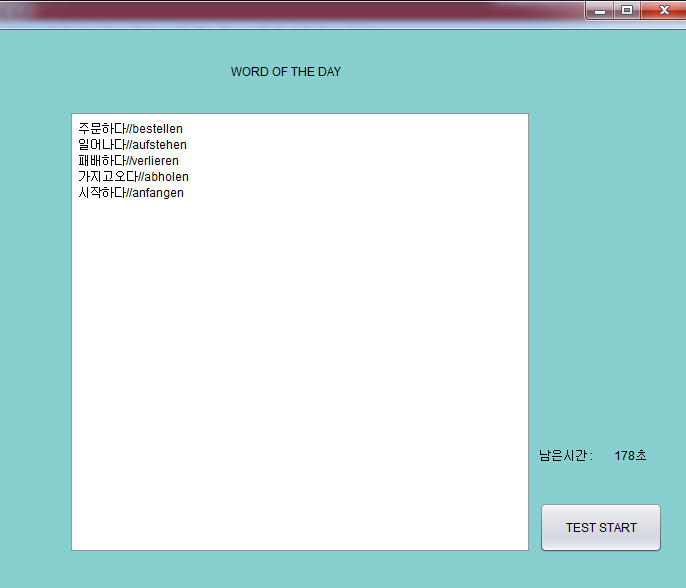 WORD OF THE DAY
주문하다//bestellen
일어나다//aufstehen
패배하다//verlieren
가지고오다//abholen
시작하다//anfangen
남은시간 : 178초
TEST START